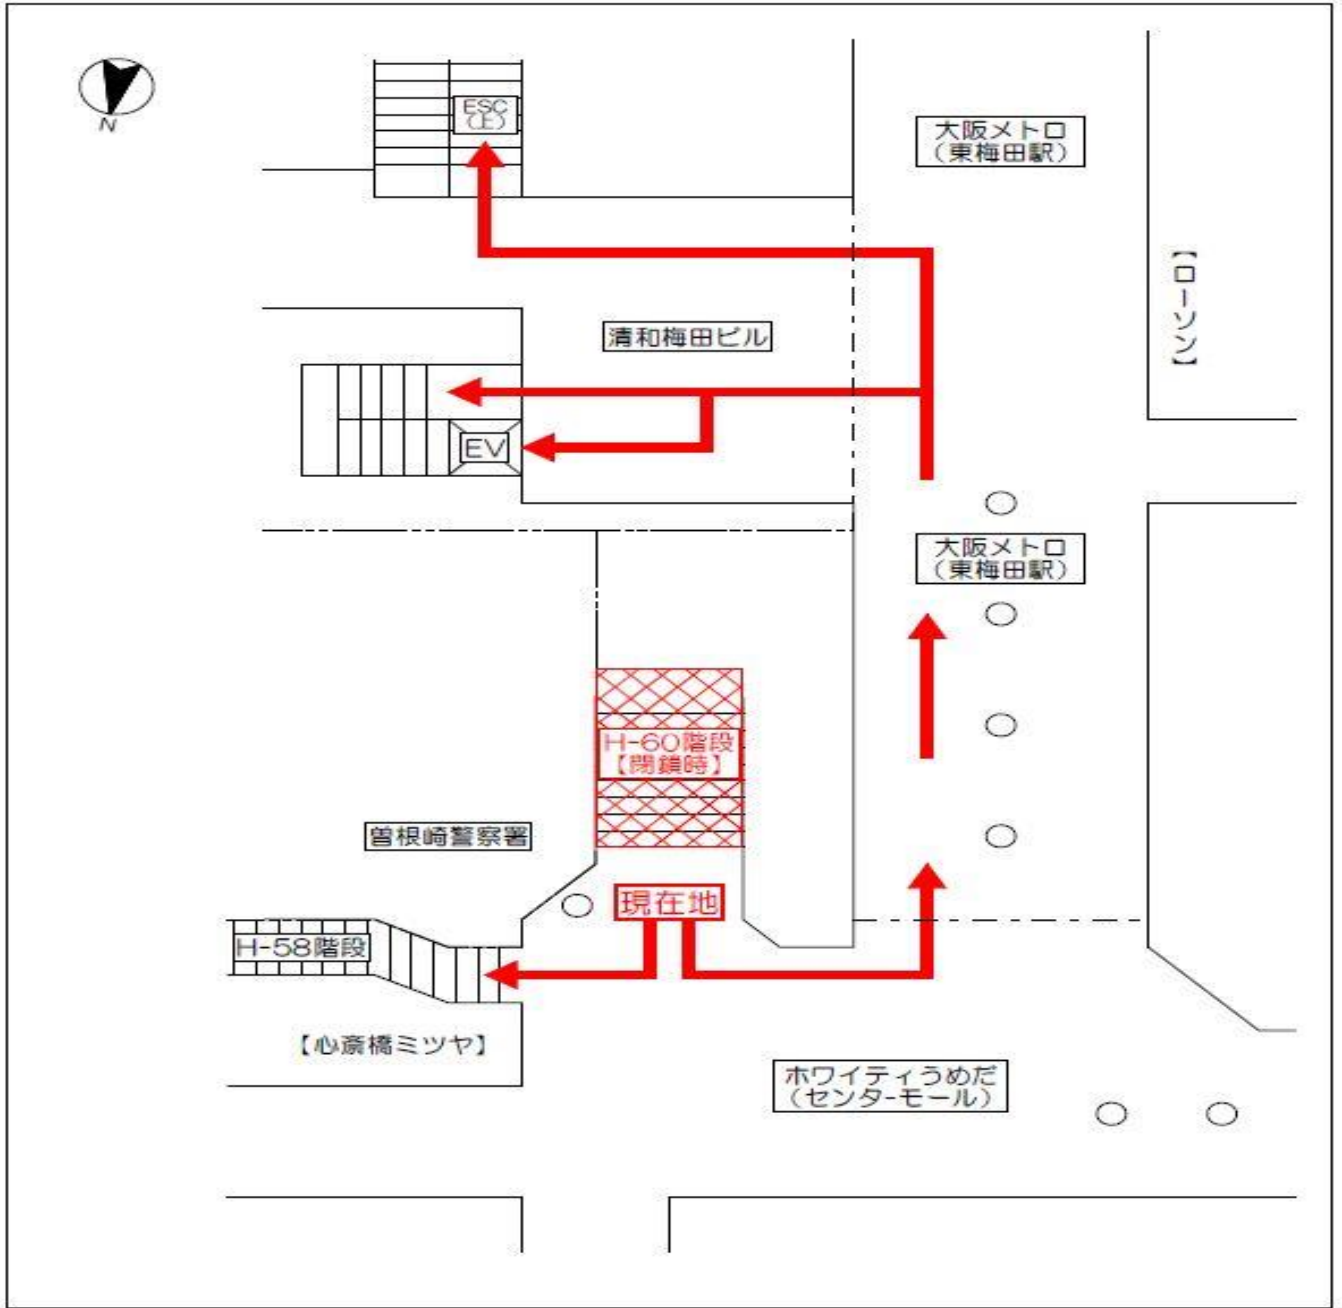 N
ESC
(上)
大阪メトロ
（東梅田駅）
【ローソン】
清和梅田ビル
EV
大阪メトロ
（東梅田駅）
H-60階段
【閉鎖時】
曽根崎警察署
現在地
H-58階段
【心斎橋ミツヤ】
ホワイティうめだ
（センターモール）